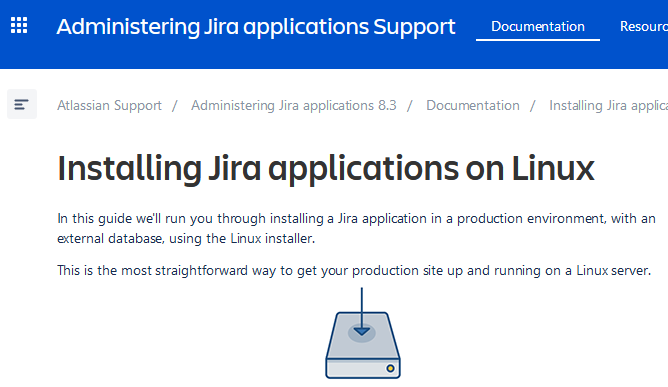 Administering Jira applications Support
Documentation
Atlassian Support / Administering Jira applications 8.3 / Documentation / Installing Jira
Installing Jira applications on Linux
In this guide we'll run you through installing a Jira application in a production environment, with an
external database, using the Linux installer.
This is the most straightforward way to get your production site up and running on a Linux server.